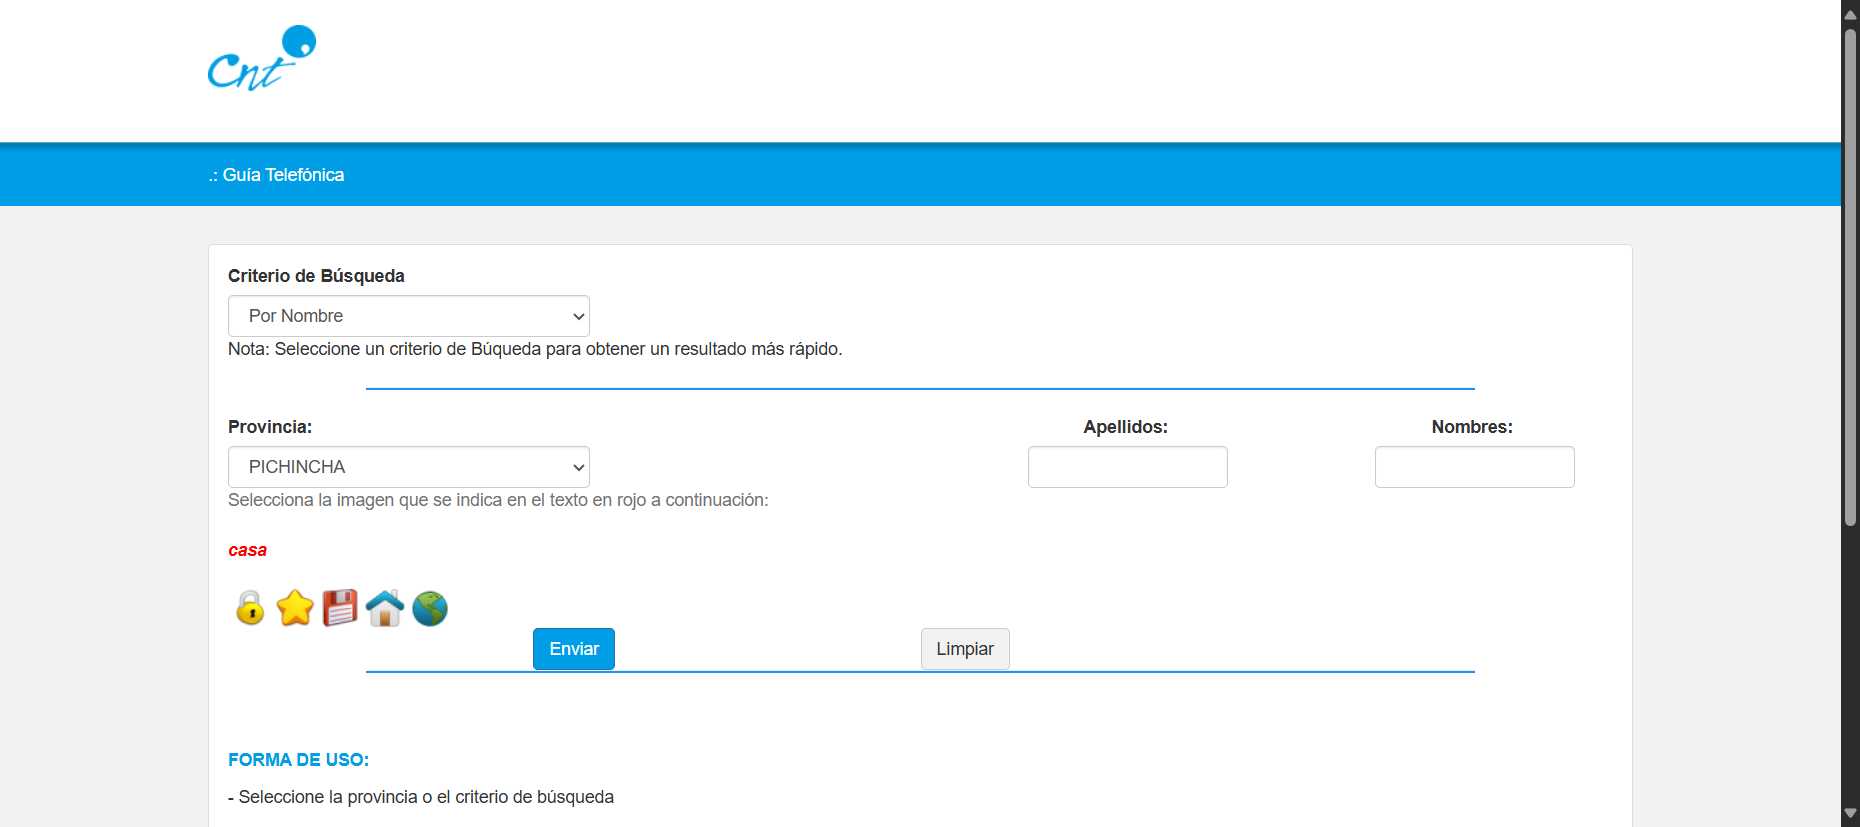 Cnt
.: Guía Telefónica
Criterio de Búsqueda
Por Nombre
Nota: Seleccione un criterio de Búqueda para obtener un resultado más rápido.
Provincia: Apellidos: Nombres:
PICHINCHA
Selecciona la imagen que se indica en el texto en rojo a continuación:
casa
Enviar Limpiar
FORMA DE USO:
- Seleccione la provincia o el criterio de búsqueda